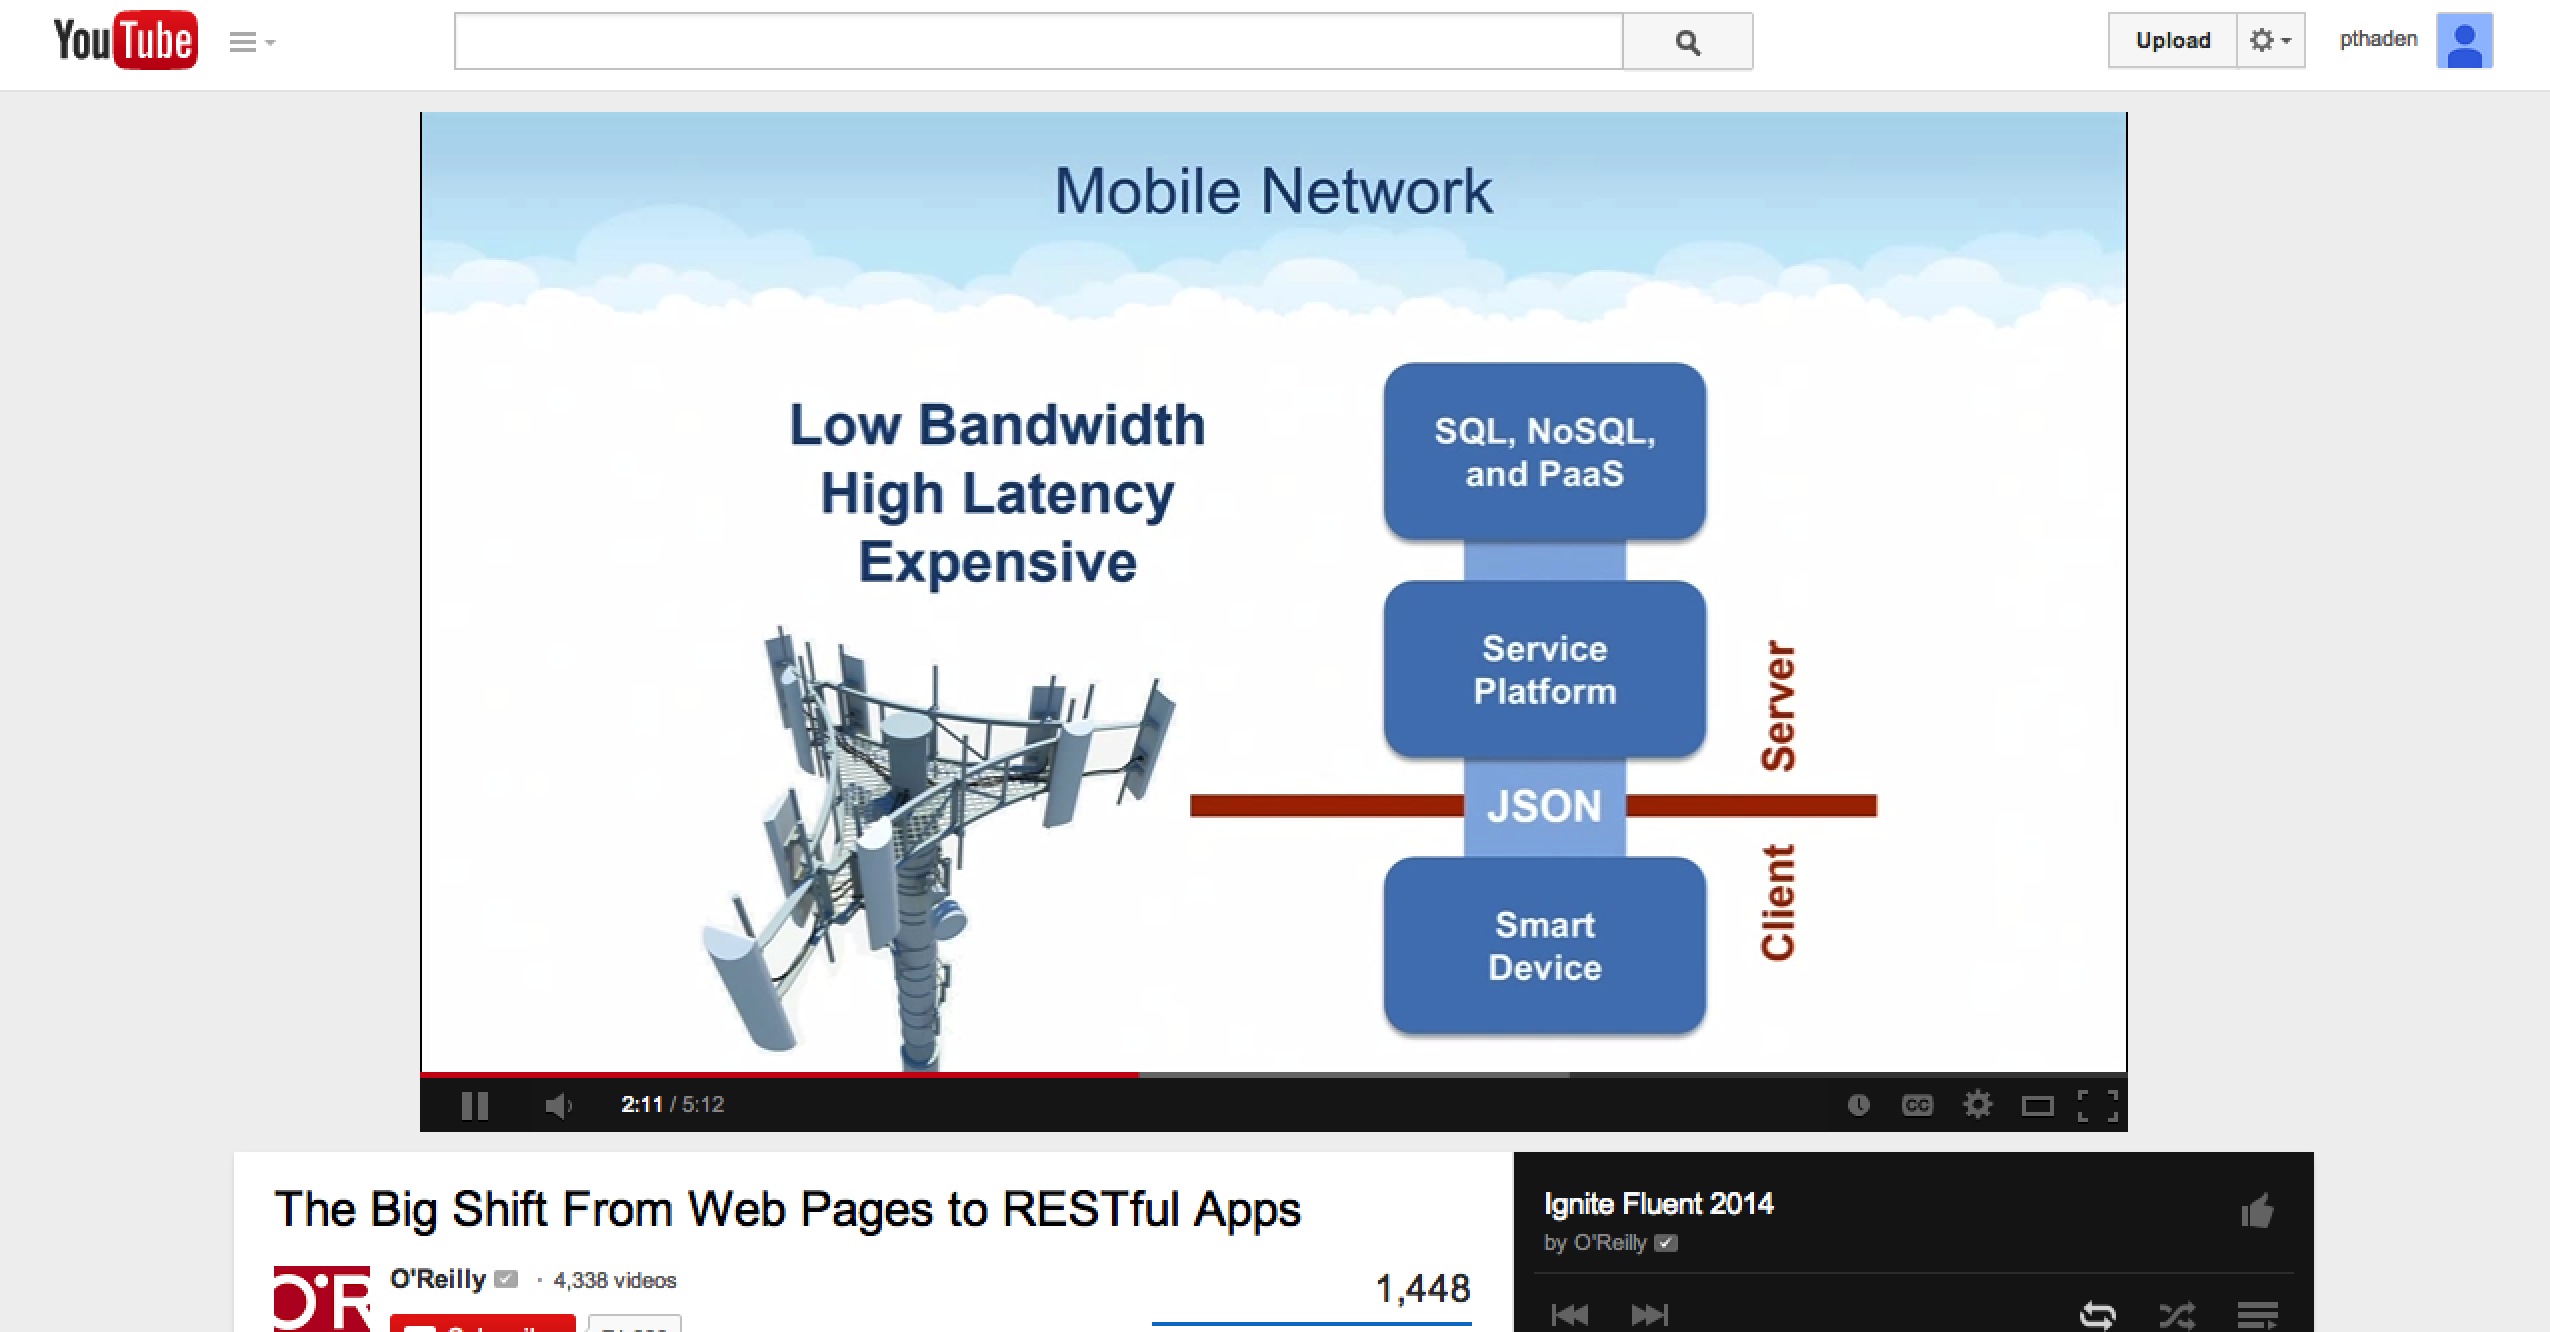 YouTube
Upload
pthaden
Mobile Network
Low Bandwidth
High Latency
Expensive
SQL, NoSQL,
and PaaS
Service
Platform
Server
JSON
Client
Smart
Device
2:11 / 5:12
CC
The Big Shift From Web Pages to RESTful Apps
O'Reilly
4,338 videos
1,448
Ignite Fluent 2014
by O'Reilly
O'R